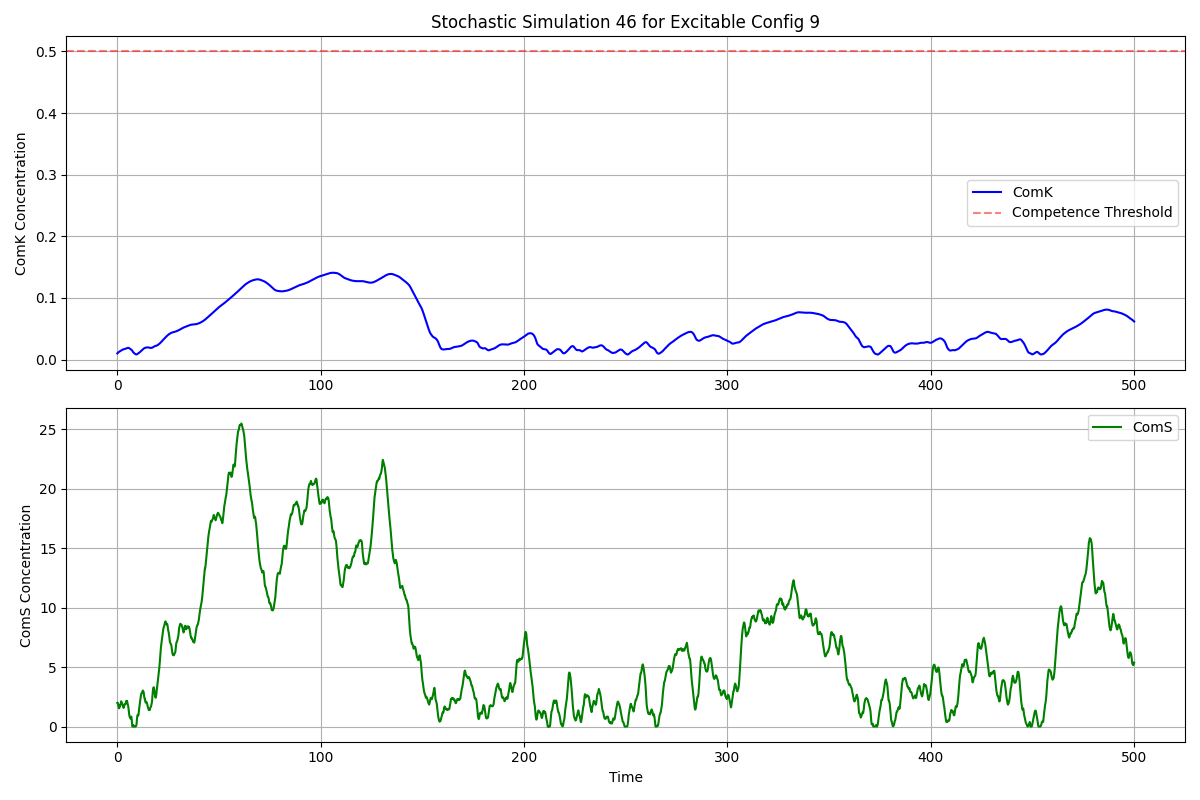 Stochastic Simulation 46 for Excitable Config 9
ComK Concentration
0.5
0.4
0.3
0.2
0.1
0.0
ComK
Competence Threshold
0 100 200 300 400 500
ComS Concentration
25
20
15
10
5
0
ComS
0 100 200 300 400 500
Time